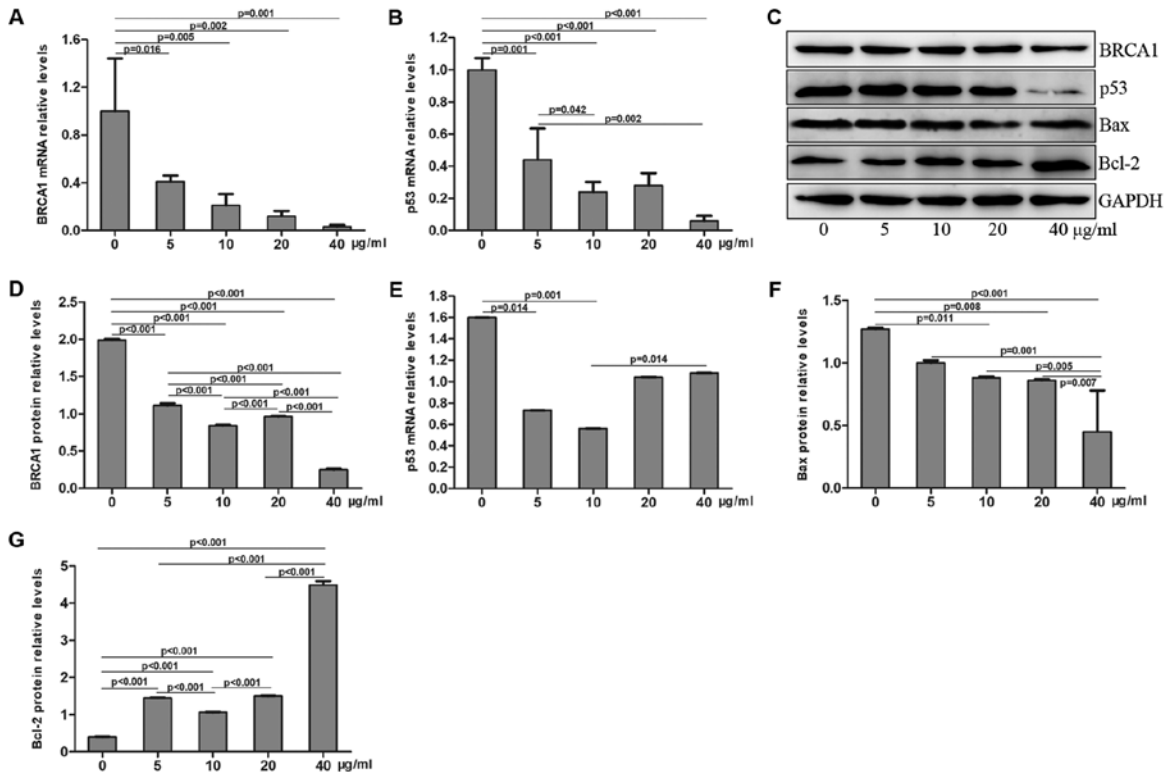 A
p=0.001
p=0.002
p=0.005
p=0.016
BRCA1 mRNA relative levels
1.6
1.2
0.8
0.4
0.0
0 5 10 20 40 µg/ml
B
p<0.001
p<0.001
p<0.001
p=0.001
p=0.042
p=0.002
p53 mRNA relative levels
1.2
1.0
0.8
0.6
0.4
0.2
0.0
0 5 10 20 40 µg/ml
C
BRCA1
p53
Bax
Bcl-2
GAPDH
0 5 10 20 40 µg/ml
D
p<0.001
p<0.001
p<0.001
p<0.001
p<0.001
p<0.001
p<0.001
p<0.001
p<0.001
p<0.001
BRCA1 protein relative levels
2.5
2.0
1.5
1.0
0.5
0.0
0 5 10 20 40 µg/ml
E
p=0.001
p=0.014
p=0.014
p53 mRNA relative levels
1.8
1.6
1.4
1.2
1.0
0.8
0.6
0.4
0.2
0.0
0 5 10 20 40 µg/ml
F
p<0.001
p=0.008
p=0.011
p=0.001
p=0.005
p=0.007
Bax protein relative levels
1.5
1.0
0.5
0.0
0 5 10 20 40 µg/ml
G
p<0.001
p<0.001
p<0.001
p<0.001
p<0.001
p<0.001
p<0.001
p<0.001
Bcl-2 protein relative levels
5
4
3
2
1
0
0 5 10 20 40 µg/ml